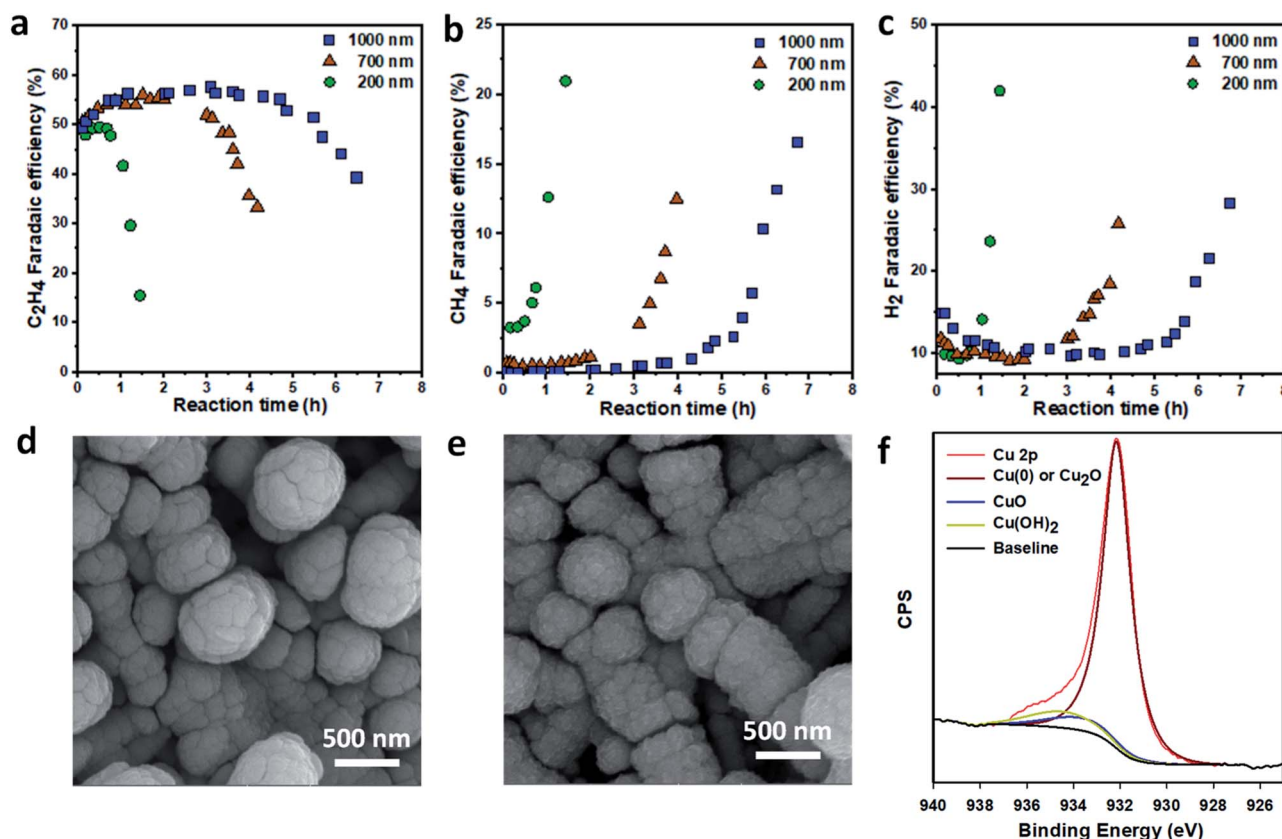 a
C₂H₄ Faradaic efficiency (%)
70
60
50
40
30
20
10
0
0 1 2 3 4 5 6 7 8
Reaction time (h)
1000 nm
700 nm
200 nm
b
CH₄ Faradaic efficiency (%)
25
20
15
10
5
0
0 1 2 3 4 5 6 7 8
Reaction time (h)
1000 nm
700 nm
200 nm
c
H₂ Faradaic efficiency (%)
50
40
30
20
10
0 1 2 3 4 5 6 7 8
Reaction time (h)
1000 nm
700 nm
200 nm
d
500 nm
e
500 nm
f
Cu 2p
Cu(0) or Cu₂O
CuO
Cu(OH)₂
Baseline
CPS
940 938 936 934 932 930 928 926
Binding Energy (eV)